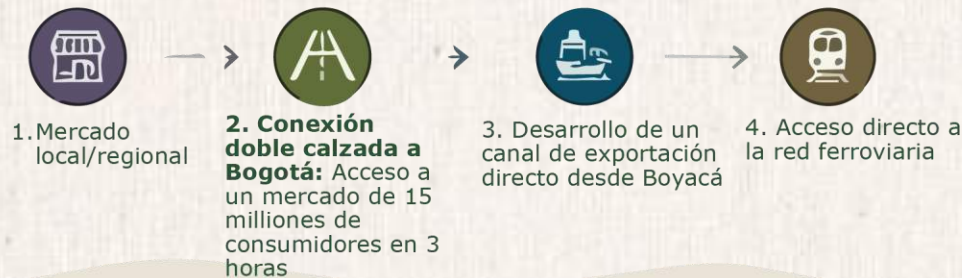 1. Mercado
local/regional
2. Conexión
doble calzada a
Bogotá: Acceso a
un mercado de 15
milliones de
consumidores en 3
horas
3. Desarrollo de un
canal de exportación
directo desde Boyacá
4. Acceso directo a
la red ferroviaria